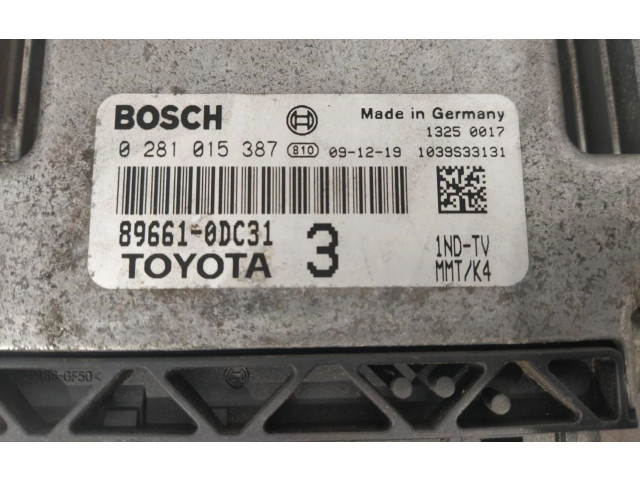 BOSCH Made in Germany
1325 0017
0 281 015 387 810 09-12-19 1039S33131
89661-0DC31 3 1ND-TV
TOYOTA MMT/K4
-GF50<